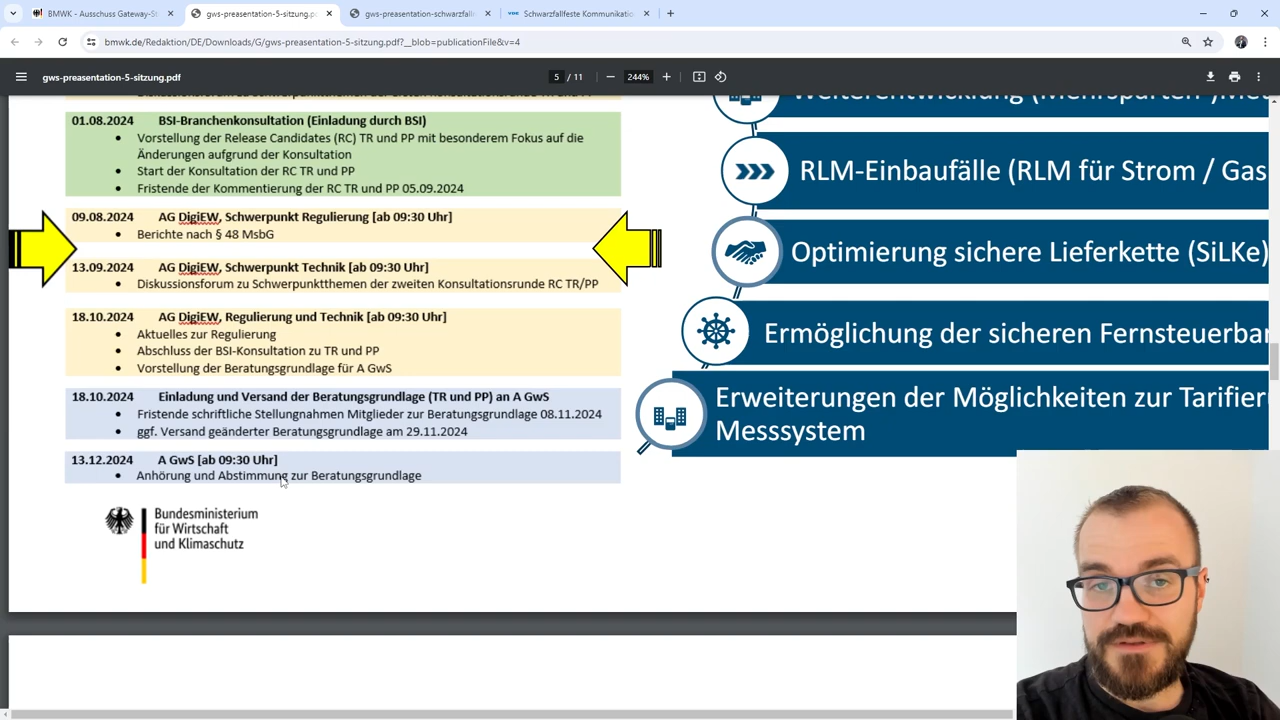 BMWK - Ausschuss Gateway-St
gws-preasentation-5-sitzung.pd
gws-preasentation-schwarzfall
Schwarzfallfeste Kommunikatio
bmwk.de/Redaktion/DE/Downloads/G/gws-preasentation-5-sitzung.pdf?__blob=publicationFile&v=4
gws-preasentation-5-sitzung.pdf
5 / 11
244%
01.08.2024 BSI-Branchenkonsultation (Einladung durch BSI)
• Vorstellung der Release Candidates (RC) TR und PP mit besonderem Fokus auf die
Änderungen aufgrund der Konsultation
• Start der Konsultation der RC TR und PP
• Fristende der Kommentierung der RC TR und PP 05.09.2024
09.08.2024 AG DigiEW, Schwerpunkt Regulierung [ab 09:30 Uhr]
• Berichte nach § 48 MsbG
13.09.2024 AG DigiEW, Schwerpunkt Technik [ab 09:30 Uhr]
• Diskussionsforum zu Schwerpunktthemen der zweiten Konsultationsrunde RC TR/PP
18.10.2024 AG DigiEW, Regulierung und Technik [ab 09:30 Uhr]
• Aktuelles zur Regulierung
• Abschluss der BSI-Konsultation zu TR und PP
• Vorstellung der Beratungsgrundlage für A GwS
18.10.2024 Einladung und Versand der Beratungsgrundlage (TR und PP) an A GwS
• Fristende schriftliche Stellungnahmen Mitglieder zur Beratungsgrundlage 08.11.2024
• ggf. Versand geänderter Beratungsgrundlage am 29.11.2024
13.12.2024 A GwS [ab 09:30 Uhr]
• Anhörung und Abstimmung zur Beratungsgrundlage
Bundesministerium
für Wirtschaft
und Klimaschutz
RLM-Einbaufälle (RLM für Strom / Gas
Optimierung sichere Lieferkette (SiLKe)
Ermöglichung der sicheren Fernsteuerbar
Erweiterungen der Möglichkeiten zur Tarifier
Messsystem